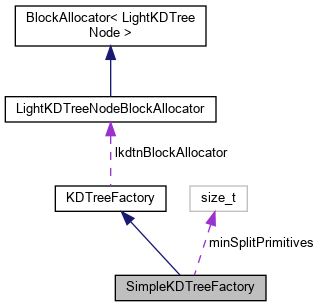 BlockAllocator< LightKDTree
Node >
LightKDTreeNodeBlockAllocator
lkdtnBlockAllocator
KDTreeFactory
size_t
minSplitPrimitives
SimpleKDTreeFactory